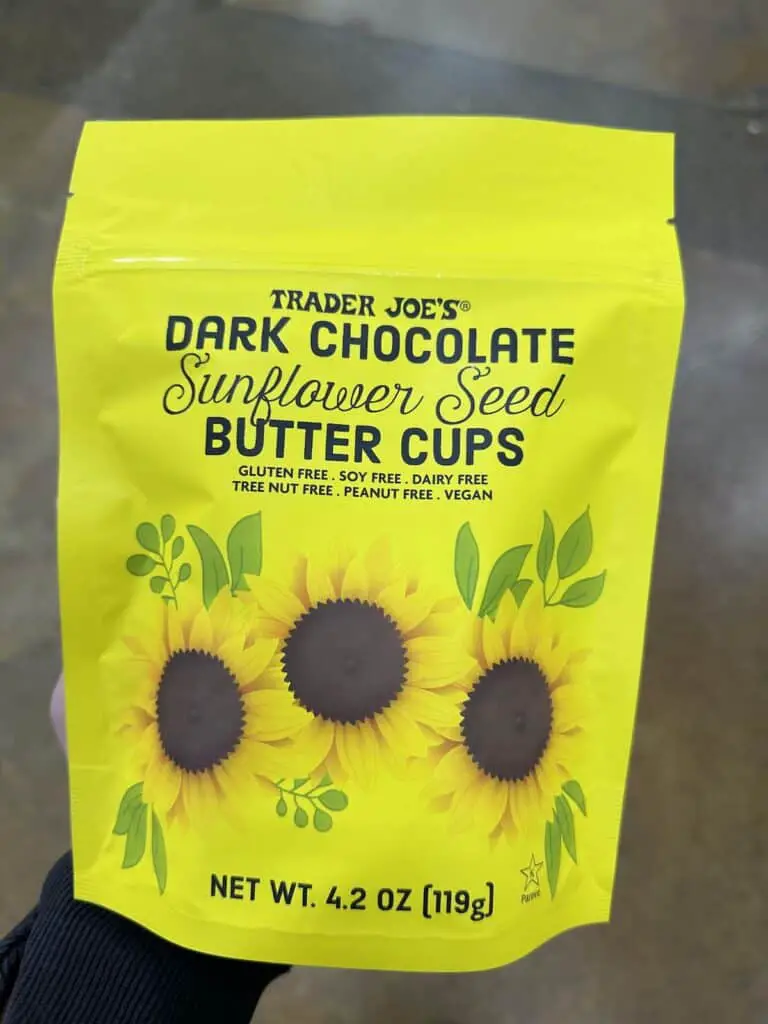 TRADER JOE'S®
DARK CHOCOLATE
Sunflower Seed
BUTTER CUPS
GLUTEN FREE . SOY FREE . DAIRY FREE
TREE NUT FREE . PEANUT FREE . VEGAN
NET WT. 4.2 OZ (119g)
K
Pareve